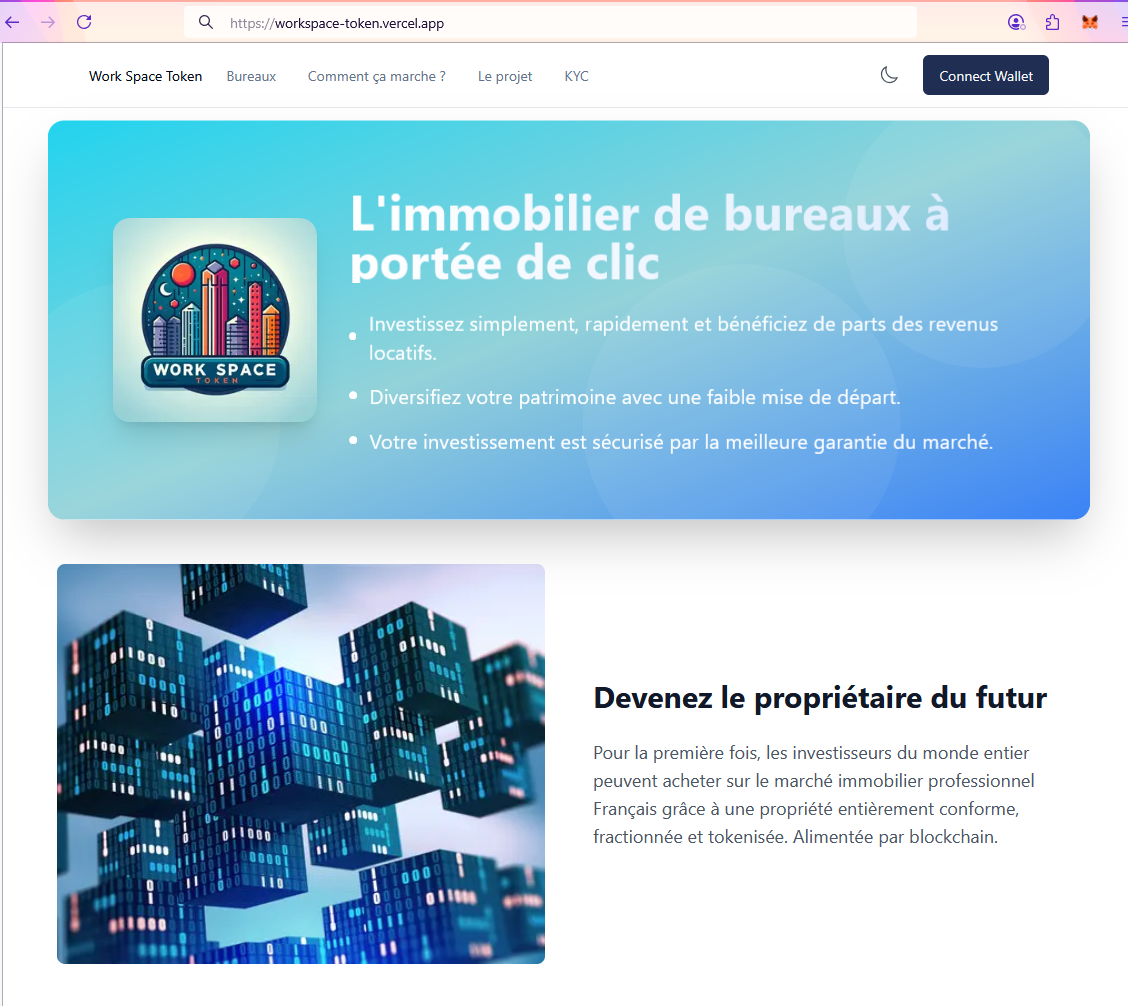 https://workspace-token.vercel.app
Work Space Token Bureaux Comment ça marche ? Le projet KYC Connect Wallet
L'immobilier de bureaux à
portée de clic
Investissez simplement, rapidement et bénéficiez de parts des revenus
locatifs.
Diversifiez votre patrimoine avec une faible mise de départ.
Votre investissement est sécurisé par la meilleure garantie du marché.
WORK SPACE
TOKEN
Devenez le propriétaire du futur
Pour la première fois, les investisseurs du monde entier
peuvent acheter sur le marché immobilier professionnel
Français grâce à une propriété entièrement conforme,
fractionnée et tokenisée. Alimentée par blockchain.